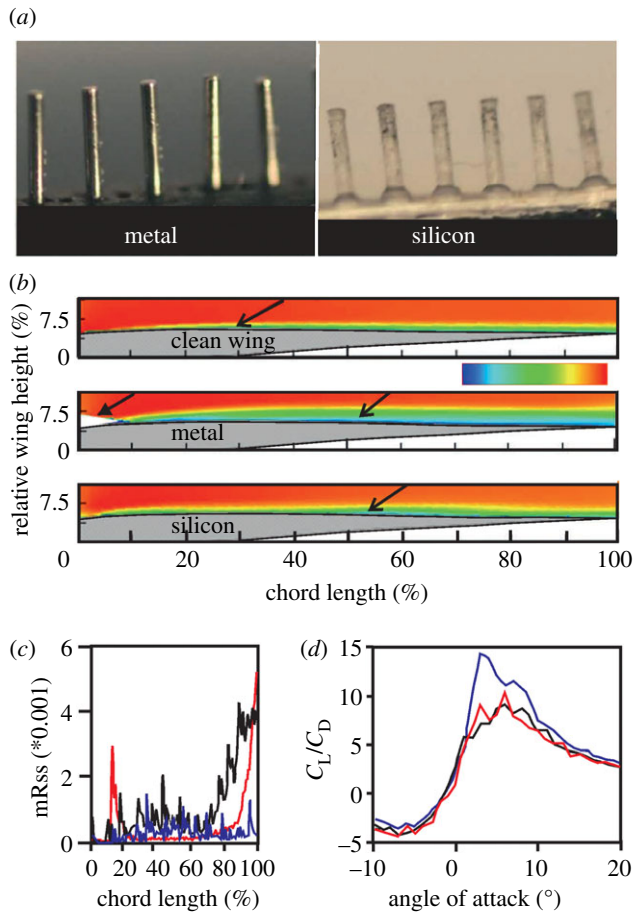 (a)
metal silicon
(b)
relative wing height (%)
7.5
0
clean wing
7.5
0
metal
7.5
silicon
0 20 40 60 80 100
chord length (%)
(c)
mRss (*0.001)
6
4
2
0
0 20 40 60 80 100
chord length (%)
(d)
CL/CD
15
10
5
0
−5
−10 0 10 20
angle of attack (°)